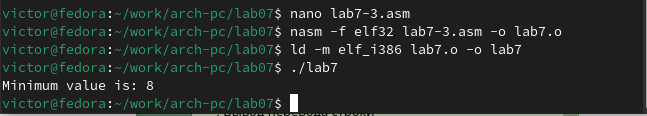 victor@fedora:~/work/arch-pc/lab07$ nano lab7-3.asm
victor@fedora:~/work/arch-pc/lab07$ nasm -f elf32 lab7-3.asm -o lab7.o
victor@fedora:~/work/arch-pc/lab07$ ld -m elf_i386 lab7.o -o lab7
victor@fedora:~/work/arch-pc/lab07$ ./lab7
Minimum value is: 8
victor@fedora:~/work/arch-pc/lab07$